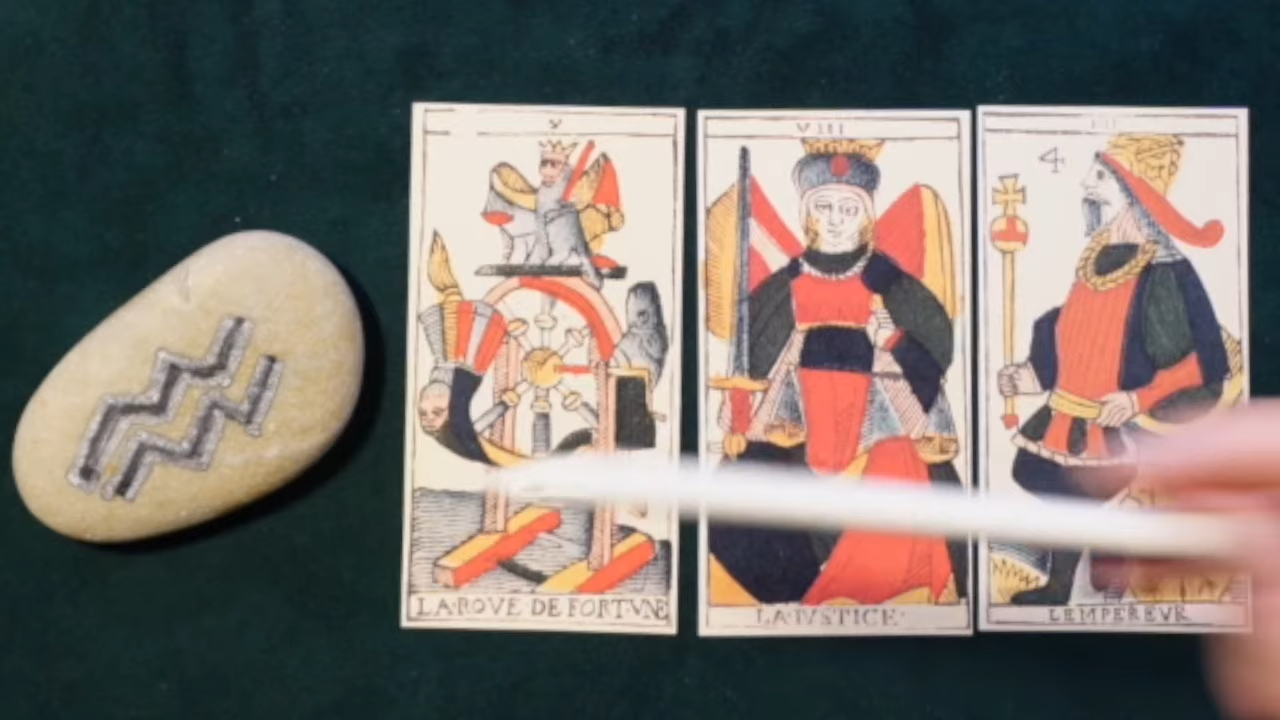 V
VIII
4
LA·ROVE·DE FORTVNE
LA·IVSTICE·
LEMPEREVR